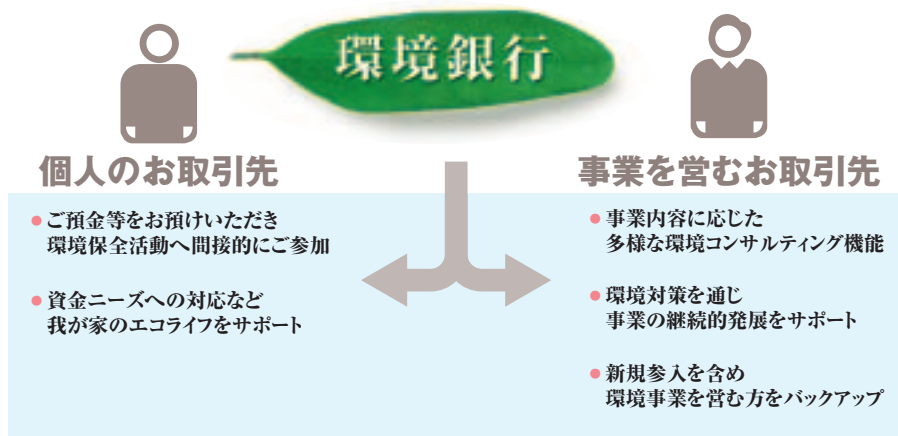 環境銀行
個人のお取引先
● ご預金等をお預けいただき
環境保全活動へ間接的にご参加
● 資金ニーズへの対応など
我が家のエコライフをサポート
事業を営むお取引先
● 事業内容に応じた
多様な環境コンサルティング機能
● 環境対策を通じ
事業の継続的発展をサポート
● 新規参入を含め
環境事業を営む方をバックアップ